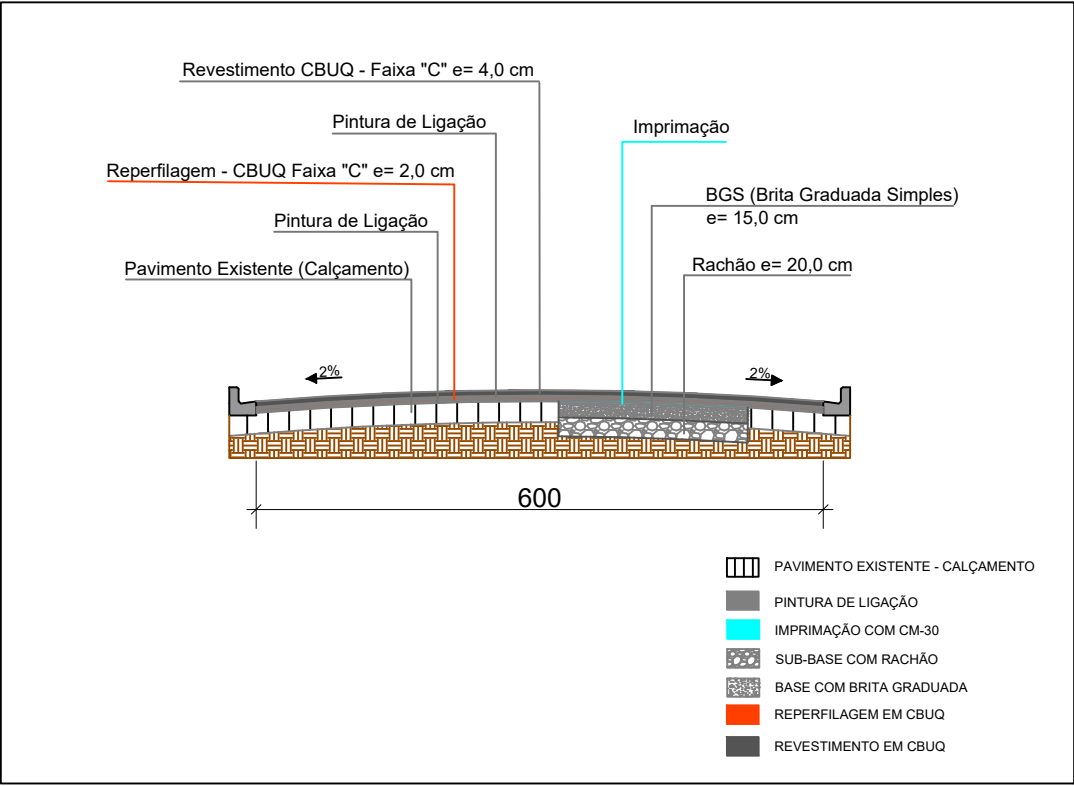 Revestimento CBUQ - Faixa "C" e= 4,0 cm
Pintura de Ligação
Imprimação
Reperfilagem - CBUQ Faixa "C" e= 2,0 cm
BGS (Brita Graduada Simples)
e= 15,0 cm
Pintura de Ligação
Pavimento Existente (Calçamento)
Rachão e= 20,0 cm
2%
2%
600
PAVIMENTO EXISTENTE - CALÇAMENTO
PINTURA DE LIGAÇÃO
IMPRIMAÇÃO COM CM-30
SUB-BASE COM RACHÃO
BASE COM BRITA GRADUADA
REPERFILAGEM EM CBUQ
REVESTIMENTO EM CBUQ